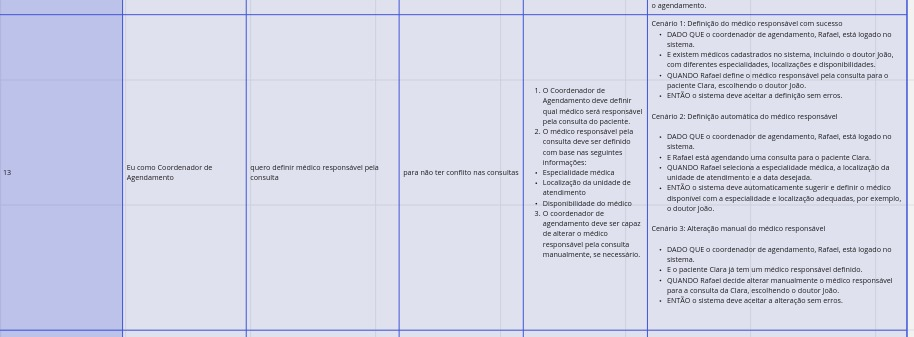 o agendamento.
13
Eu como Coordenador de
Agendamento
quero definir médico responsável pela
consulta
para não ter conflito nas consultas
1. O Coordenador de
Agendamento deve definir
qual médico será responsável
pela consulta do paciente.
2. O médico responsável pela
consulta deve ser definido
com base nas seguintes
informações:
• Especialidade médica
• Localização da unidade de
atendimento
• Disponibilidade do médico
3. O coordenador de
agendamento deve ser capaz
de alterar o médico
responsável pela consulta
manualmente, se necessário.
Cenário 1: Definição do médico responsável com sucesso
• DADO QUE o coordenador de agendamento, Rafael, está logado no
sistema.
• E existem médicos cadastrados no sistema, incluindo o doutor João,
com diferentes especialidades, localizações e disponibilidades.
• QUANDO Rafael define o médico responsável pela consulta para o
paciente Clara, escolhendo o doutor João.
• ENTÃO o sistema deve aceitar a definição sem erros.
Cenário 2: Definição automática do médico responsável
• DADO QUE o coordenador de agendamento, Rafael, está logado no
sistema.
• E Rafael está agendando uma consulta para o paciente Clara.
• QUANDO Rafael seleciona a especialidade médica, a localização da
unidade de atendimento e a data desejada.
• ENTÃO o sistema deve automaticamente sugerir e definir o médico
disponível com a especialidade e localização adequadas, por exemplo,
o doutor João.
Cenário 3: Alteração manual do médico responsável
• DADO QUE o coordenador de agendamento, Rafael, está logado no
sistema.
• E o paciente Clara já tem um médico responsável definido.
• QUANDO Rafael decide alterar manualmente o médico responsável
para a consulta da Clara, escolhendo o doutor João.
• ENTÃO o sistema deve aceitar a alteração sem erros.